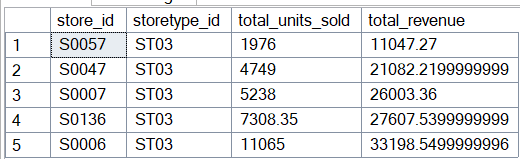 store_id storetype_id total_units_sold total_revenue
1 S0057 ST03 1976 11047.27
2 S0047 ST03 4749 21082.2199999999
3 S0007 ST03 5238 26003.36
4 S0136 ST03 7308.35 27607.5399999999
5 S0006 ST03 11065 33198.5499999996